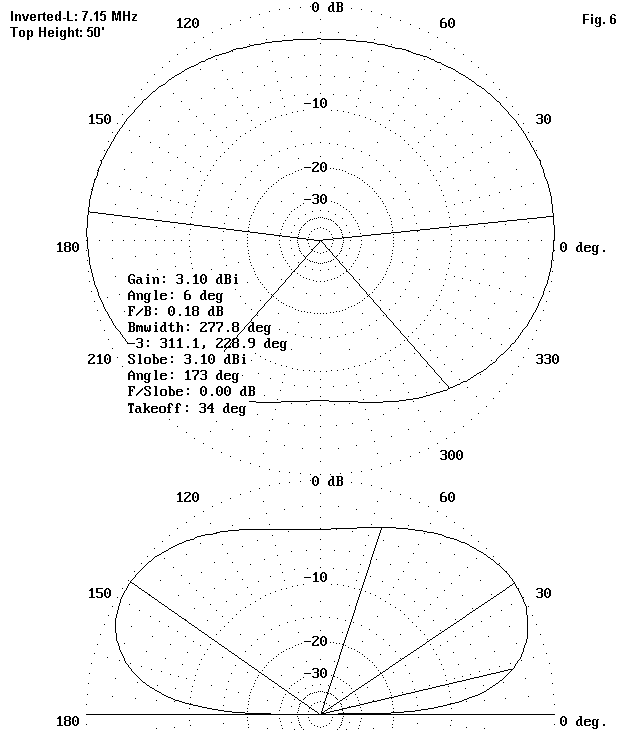 Inverted-L: 7.15 MHz
Top Height: 50'
Fig. 6
0 dB
120
60
-10
150
30
-20
-30
180
0 deg.
Gain: 3.10 dBi
Angle: 6 deg
F/B: 0.18 dB
Bmwidth: 277.8 deg
-3: 311.1, 228.9 deg
Slobe: 3.10 dBi
Angle: 173 deg
F/Slobe: 0.00 dB
Takeoff: 34 deg
210
330
300
0 dB
120
60
-10
150
30
-20
-30
180
0 deg.